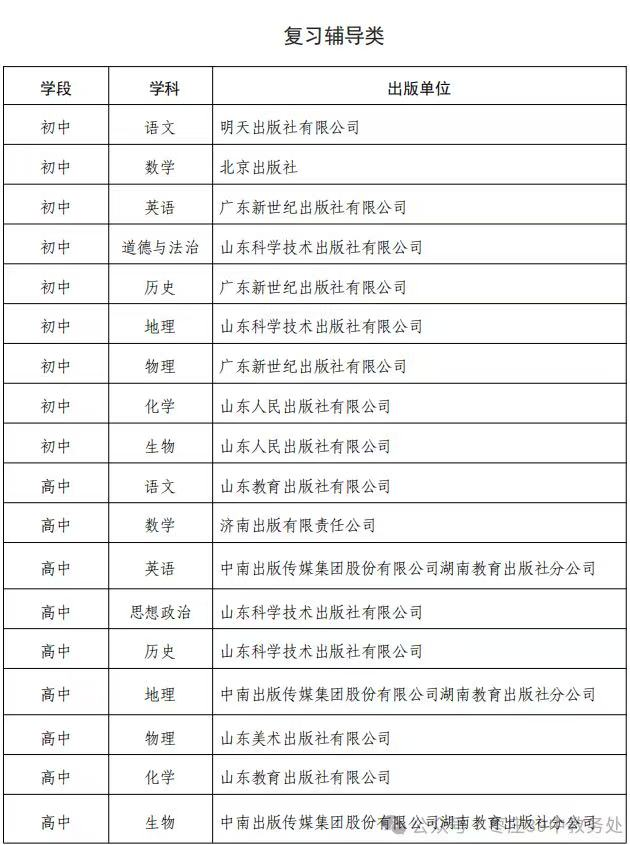 复习辅导类
学段 学科 出版单位
初中 语文 明天出版社有限公司
初中 数学 北京出版社
初中 英语 广东新世纪出版社有限公司
初中 道德与法治 山东科学技术出版社有限公司
初中 历史 广东新世纪出版社有限公司
初中 地理 山东科学技术出版社有限公司
初中 物理 广东新世纪出版社有限公司
初中 化学 山东人民出版社有限公司
初中 生物 山东人民出版社有限公司
高中 语文 山东教育出版社有限公司
高中 数学 济南出版有限责任公司
高中 英语 中南出版传媒集团股份有限公司湖南教育出版社分公司
高中 思想政治 山东科学技术出版社有限公司
高中 历史 山东科学技术出版社有限公司
高中 地理 中南出版传媒集团股份有限公司湖南教育出版社分公司
高中 物理 山东美术出版社有限公司
高中 化学 山东教育出版社有限公司
高中 生物 中南出版传媒集团股份有限公司湖南教育出版社分公司
公众号 · 枣庄39中教务处